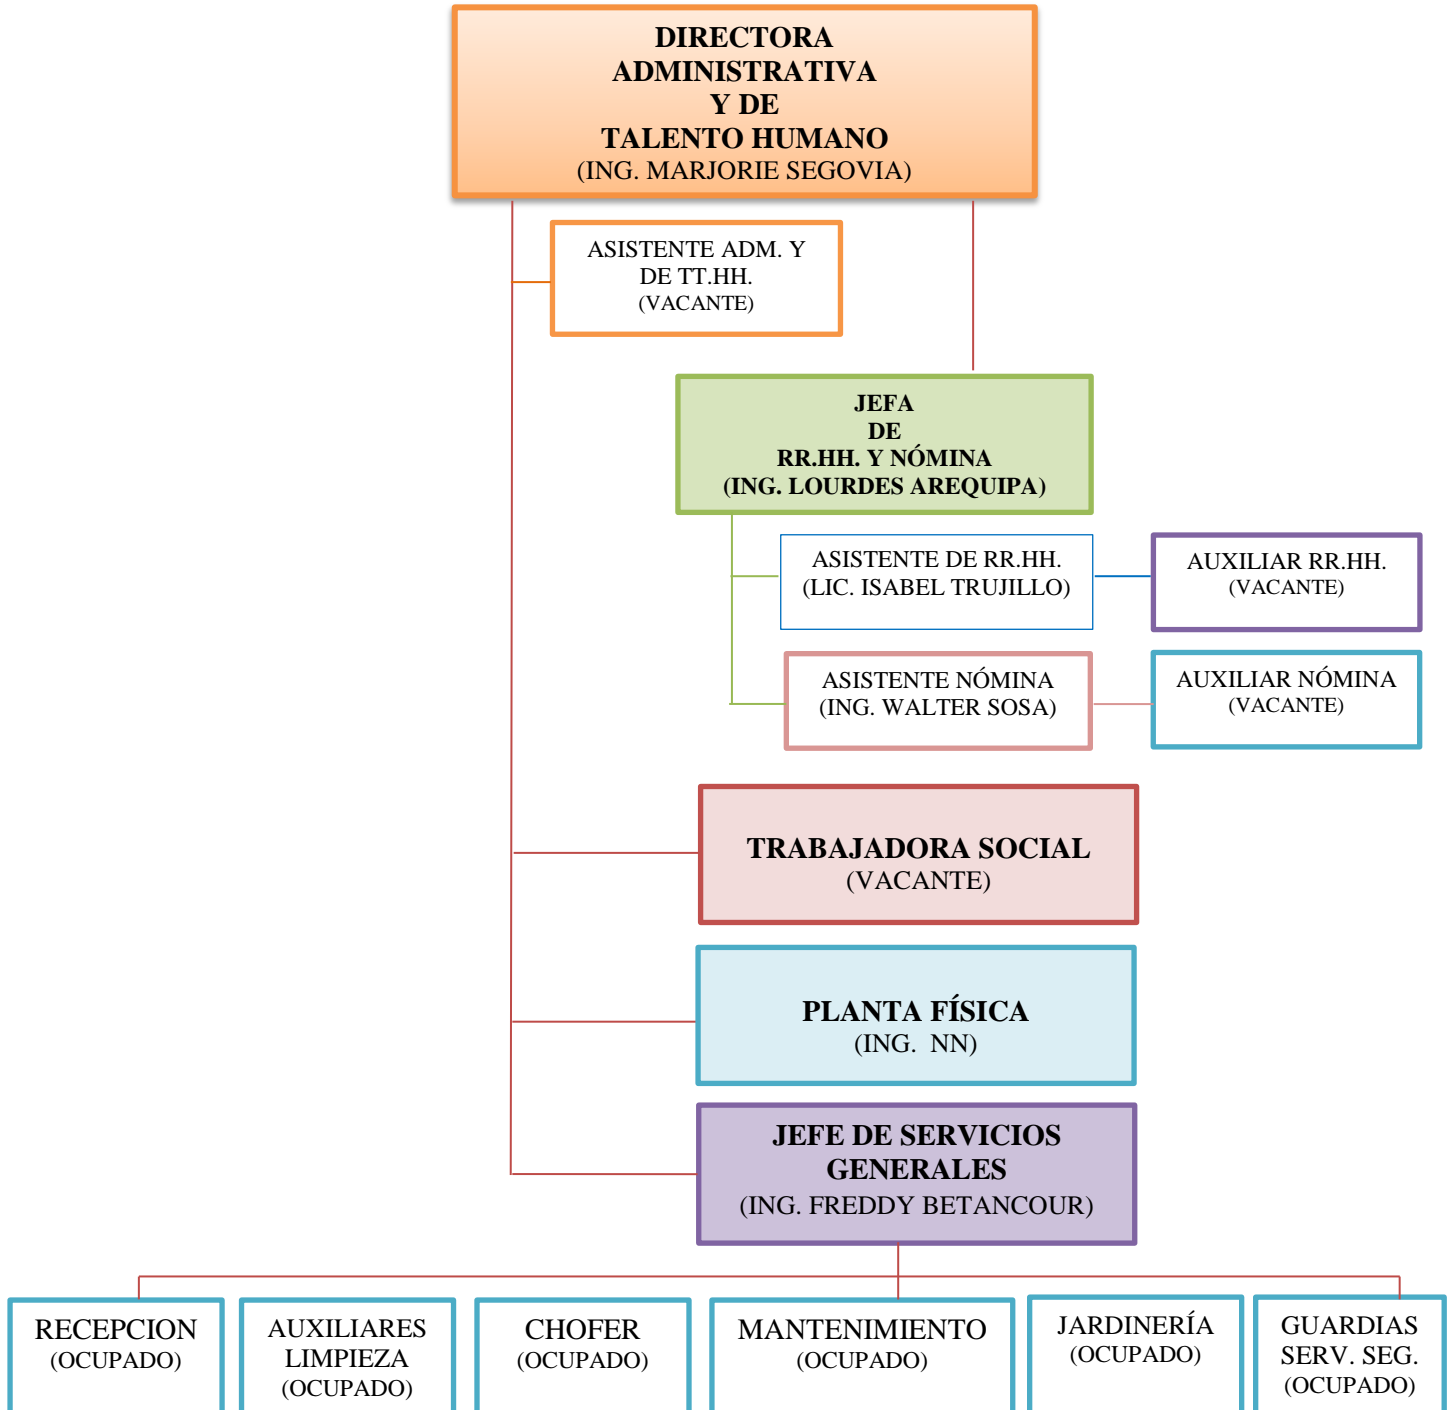 DIRECTORA
ADMINISTRATIVA
Y DE
TALENTO HUMANO
(ING. MARJORIE SEGOVIA)
ASISTENTE ADM. Y
DE TT.HH.
(VACANTE)
JEFA
DE
RR.HH. Y NÓMINA
(ING. LOURDES AREQUIPA)
ASISTENTE DE RR.HH.
(LIC. ISABEL TRUJILLO)
AUXILIAR RR.HH.
(VACANTE)
ASISTENTE NÓMINA
(ING. WALTER SOSA)
AUXILIAR NÓMINA
(VACANTE)
TRABAJADORA SOCIAL
(VACANTE)
PLANTA FÍSICA
(ING. NN)
JEFE DE SERVICIOS
GENERALES
(ING. FREDDY BETANCOUR)
RECEPCION
(OCUPADO)
AUXILIARES
LIMPIEZA
(OCUPADO)
CHOFER
(OCUPADO)
MANTENIMIENTO
(OCUPADO)
JARDINERÍA
(OCUPADO)
GUARDIAS
SERV. SEG.
(OCUPADO)